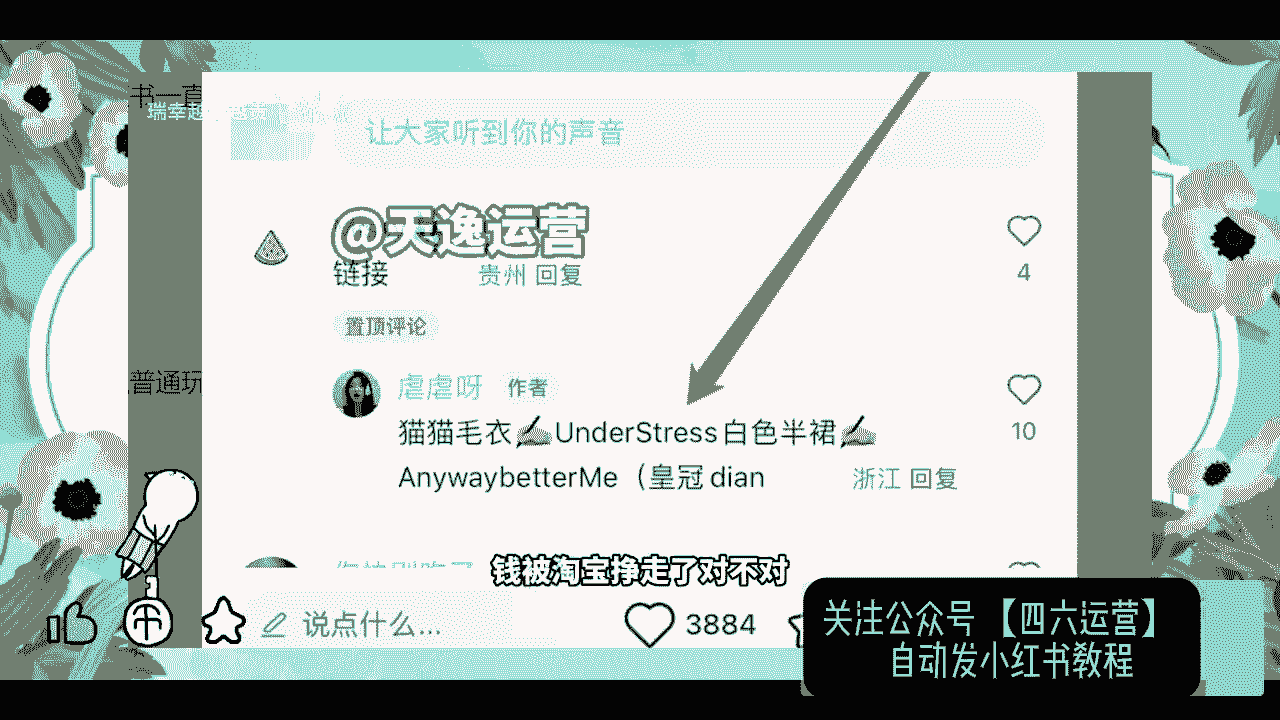 书一直
瑞幸越
让大家听到你的声音
@天逸运营
链接 贵州 回复
4
置顶评论
虐虐呀 作者
猫猫毛衣✍UnderStress白色半裙✍
10
AnywaybetterMe（皇冠dian 浙江 回复
普通玩
钱被淘宝挣走了对不对
说点什么...
3884
关注公众号 【四六运营】
自动发小红书教程